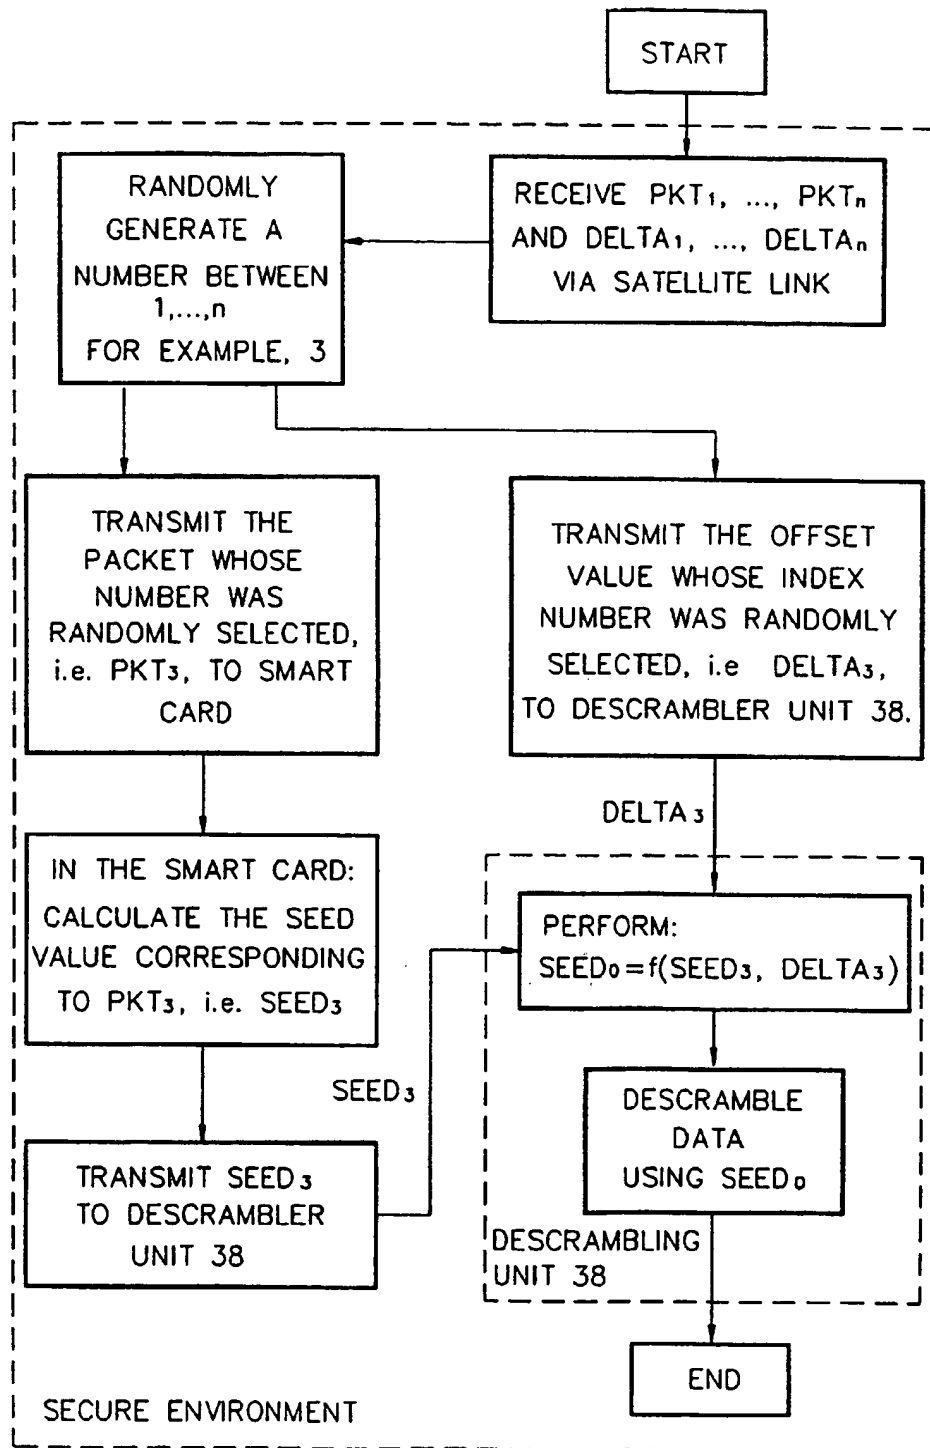 START
RECEIVE PKT₁, ..., PKTₙ
AND DELTA₁, ..., DELTAₙ
VIA SATELLITE LINK
RANDOMLY
GENERATE A
NUMBER BETWEEN
1,...,n
FOR EXAMPLE, 3
TRANSMIT THE
PACKET WHOSE
NUMBER WAS
RANDOMLY SELECTED,
i.e. PKT₃, TO SMART
CARD
TRANSMIT THE OFFSET
VALUE WHOSE INDEX
NUMBER WAS RANDOMLY
SELECTED, i.e DELTA₃,
TO DESCRAMBLER UNIT 38.
DELTA₃
IN THE SMART CARD:
CALCULATE THE SEED
VALUE CORRESPONDING
TO PKT₃, i.e. SEED₃
PERFORM:
SEED₀=f(SEED₃, DELTA₃)
SEED₃
TRANSMIT SEED₃
TO DESCRAMBLER
UNIT 38
DESCRAMBLE
DATA
USING SEED₀
DESCRAMBLING
UNIT 38
END
SECURE ENVIRONMENT